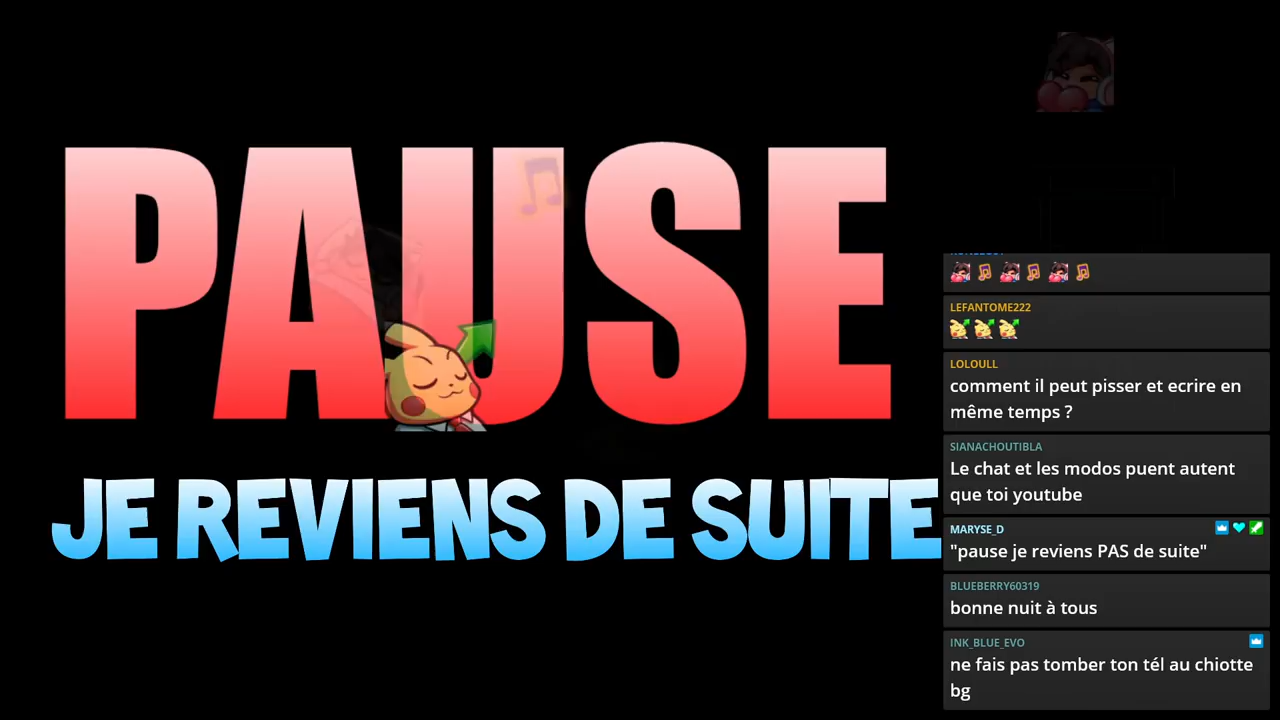 PAUSE
JE REVIENS DE SUITE
LEFANTOME222
LOLOULL
comment il peut pisser et ecrire en
même temps ?
SIANACHOUTIBLA
Le chat et les modos puent autent
que toi youtube
MARYSE_D
"pause je reviens PAS de suite"
BLUEBERRY60319
bonne nuit à tous
INK_BLUE_EVO
ne fais pas tomber ton tél au chiotte
bg